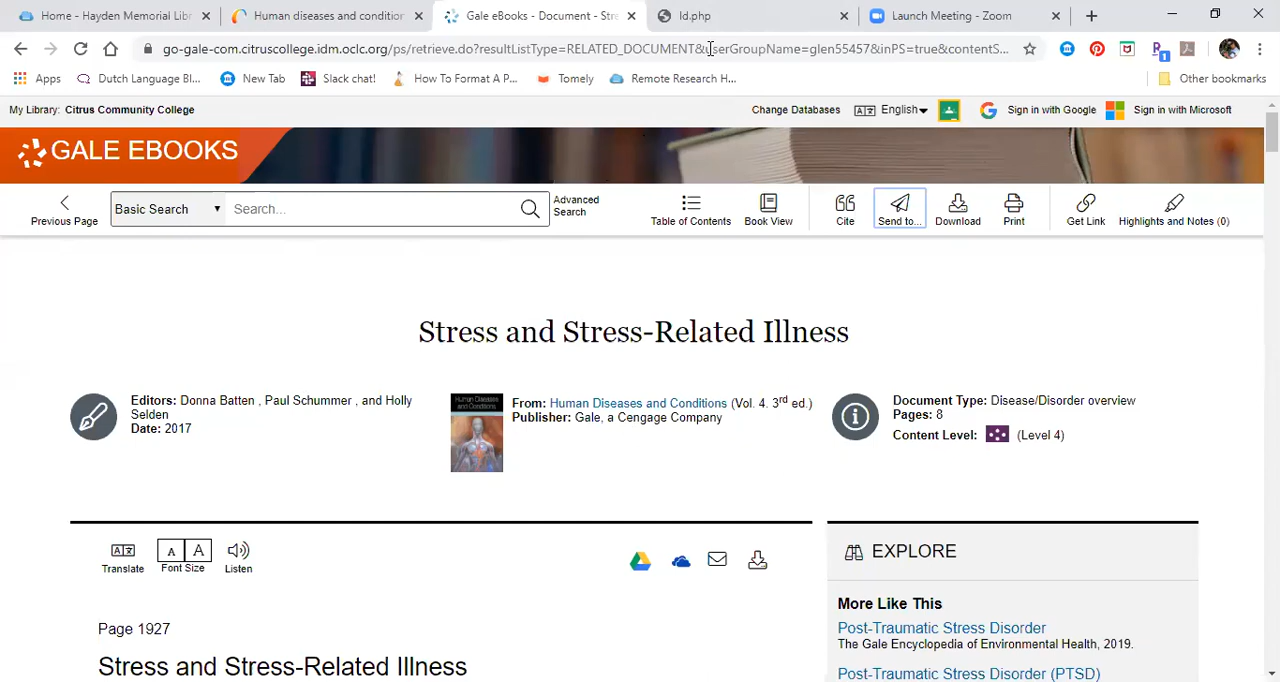 Home - Hayden Memorial Libr
Human diseases and condition
Gale eBooks - Document - Stre
ld.php
Launch Meeting - Zoom
go-gale-com.citruscollege.idm.oclc.org/ps/retrieve.do?resultListType=RELATED_DOCUMENT&userGroupName=glen55457&inPS=true&contentS...
Apps
Dutch Language Bl...
New Tab
Slack chat!
How To Format A P...
Tomely
Remote Research H...
Other bookmarks
My Library: Citrus Community College
Change Databases
English
Sign in with Google
Sign in with Microsoft
GALE EBOOKS
Previous Page
Basic Search
Search...
Advanced
Search
Table of Contents
Book View
Cite
Send to...
Download
Print
Get Link
Highlights and Notes (0)
Stress and Stress-Related Illness
Editors: Donna Batten , Paul Schummer , and Holly
Selden
Date: 2017
Human Diseases
and Conditions
From: Human Diseases and Conditions (Vol. 4. 3rd ed.)
Publisher: Gale, a Cengage Company
Document Type: Disease/Disorder overview
Pages: 8
Content Level: (Level 4)
Translate
A A
Font Size
Listen
EXPLORE
More Like This
Post-Traumatic Stress Disorder
The Gale Encyclopedia of Environmental Health, 2019.
Post-Traumatic Stress Disorder (PTSD)
Page 1927
Stress and Stress-Related Illness